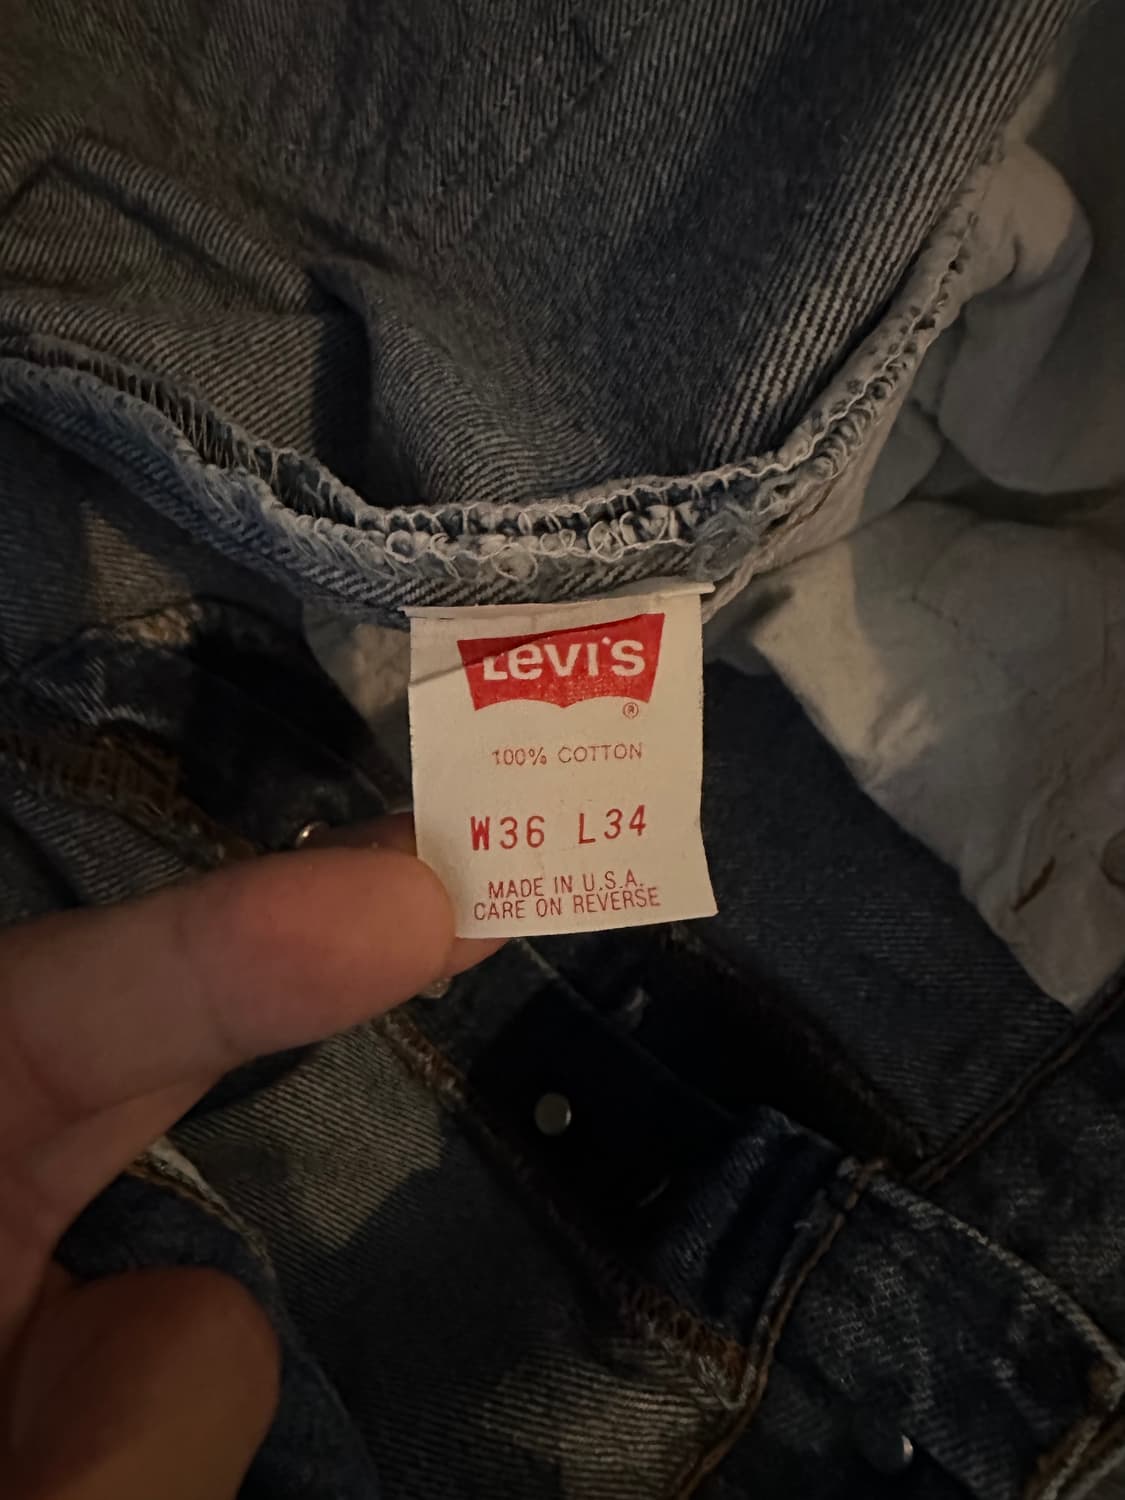 Levi's
®
100% COTTON
W36 L34
MADE IN U.S.A.
CARE ON REVERSE